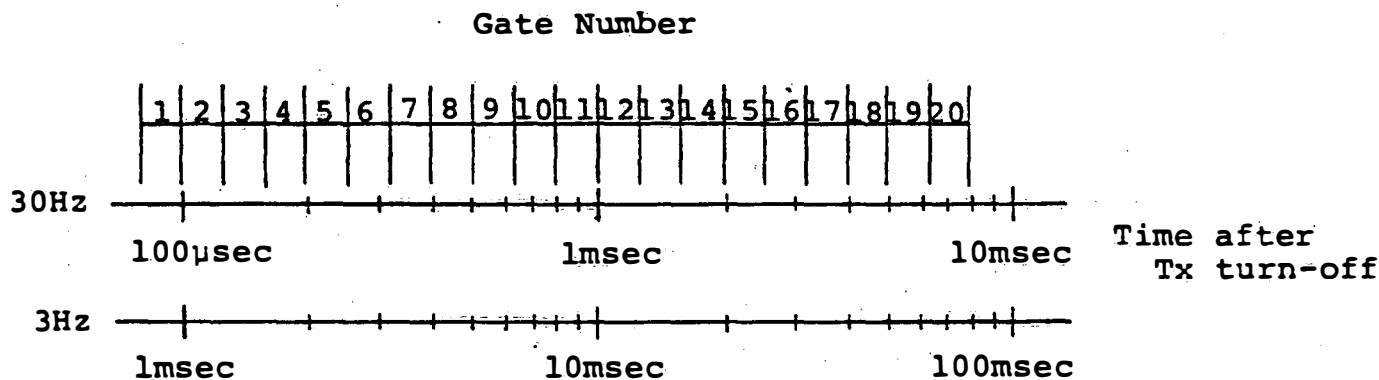 Gate Number
1 2 3 4 5 6 7 8 9 10 11 12 13 14 15 16 17 18 19 20
30Hz
100μsec 1msec 10msec
Time after
Tx turn-off
3Hz
1msec 10msec 100msec